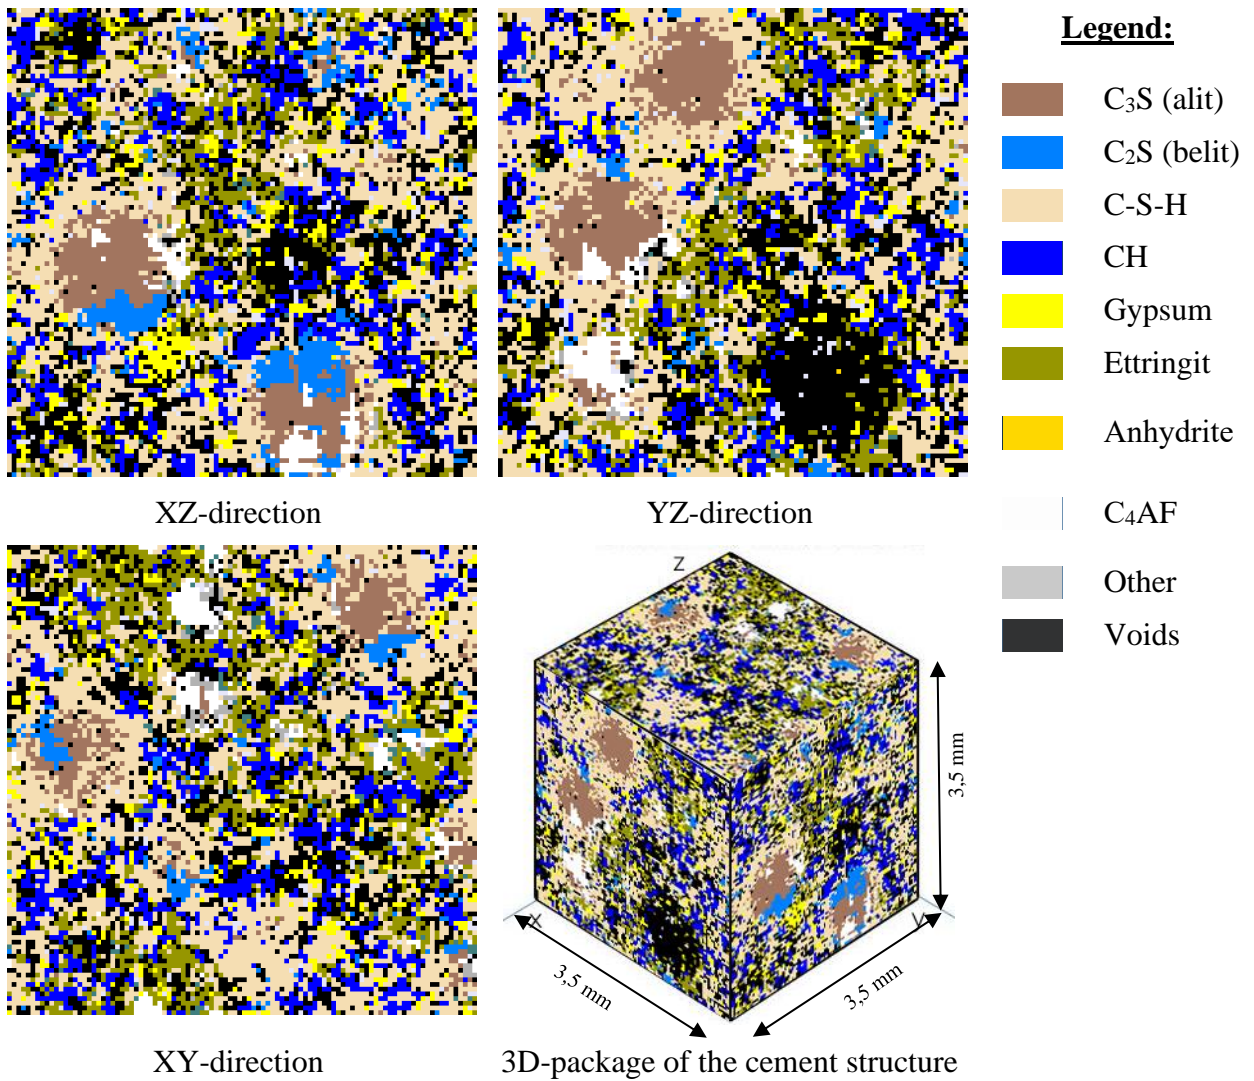 Legend:
C₃S (alit)
C₂S (belit)
C-S-H
CH
Gypsum
Ettringit
Anhydrite
C₄AF
Other
Voids
XZ-direction
YZ-direction
Z
X
3,5 mm
3,5 mm
3,5 mm
XY-direction
3D-package of the cement structure